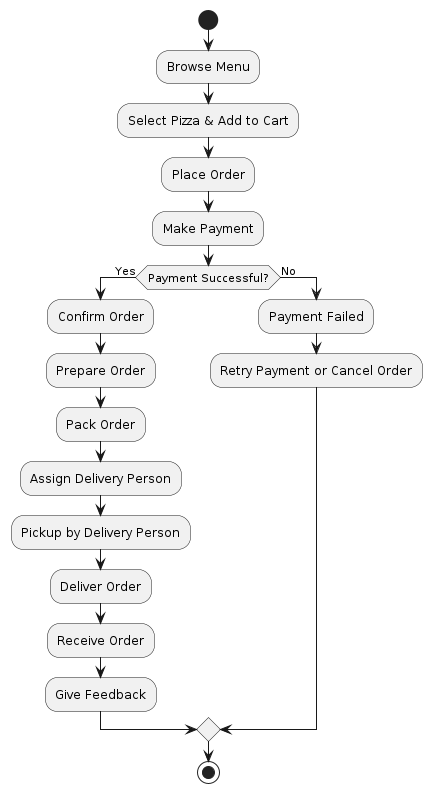 Browse Menu
Select Pizza & Add to Cart
Place Order
Make Payment
Payment Successful?
Yes
No
Confirm Order
Prepare Order
Pack Order
Assign Delivery Person
Pickup by Delivery Person
Deliver Order
Receive Order
Give Feedback
Payment Failed
Retry Payment or Cancel Order